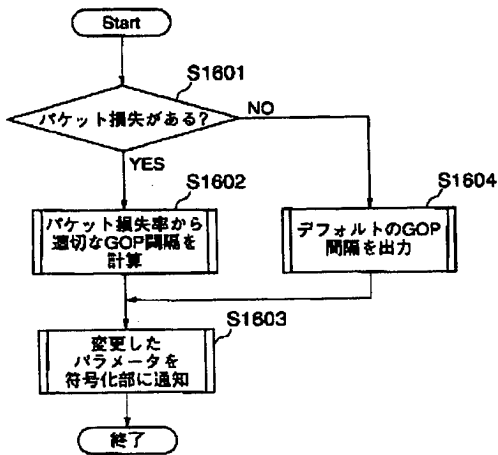 Start
S1601
パケット損失がある?
NO
YES
S1602
パケット損失率から
適切なGOP間隔を
計算
S1604
デフォルトのGOP
間隔を出力
S1603
変更した
パラメータを
符号化部に通知
終了